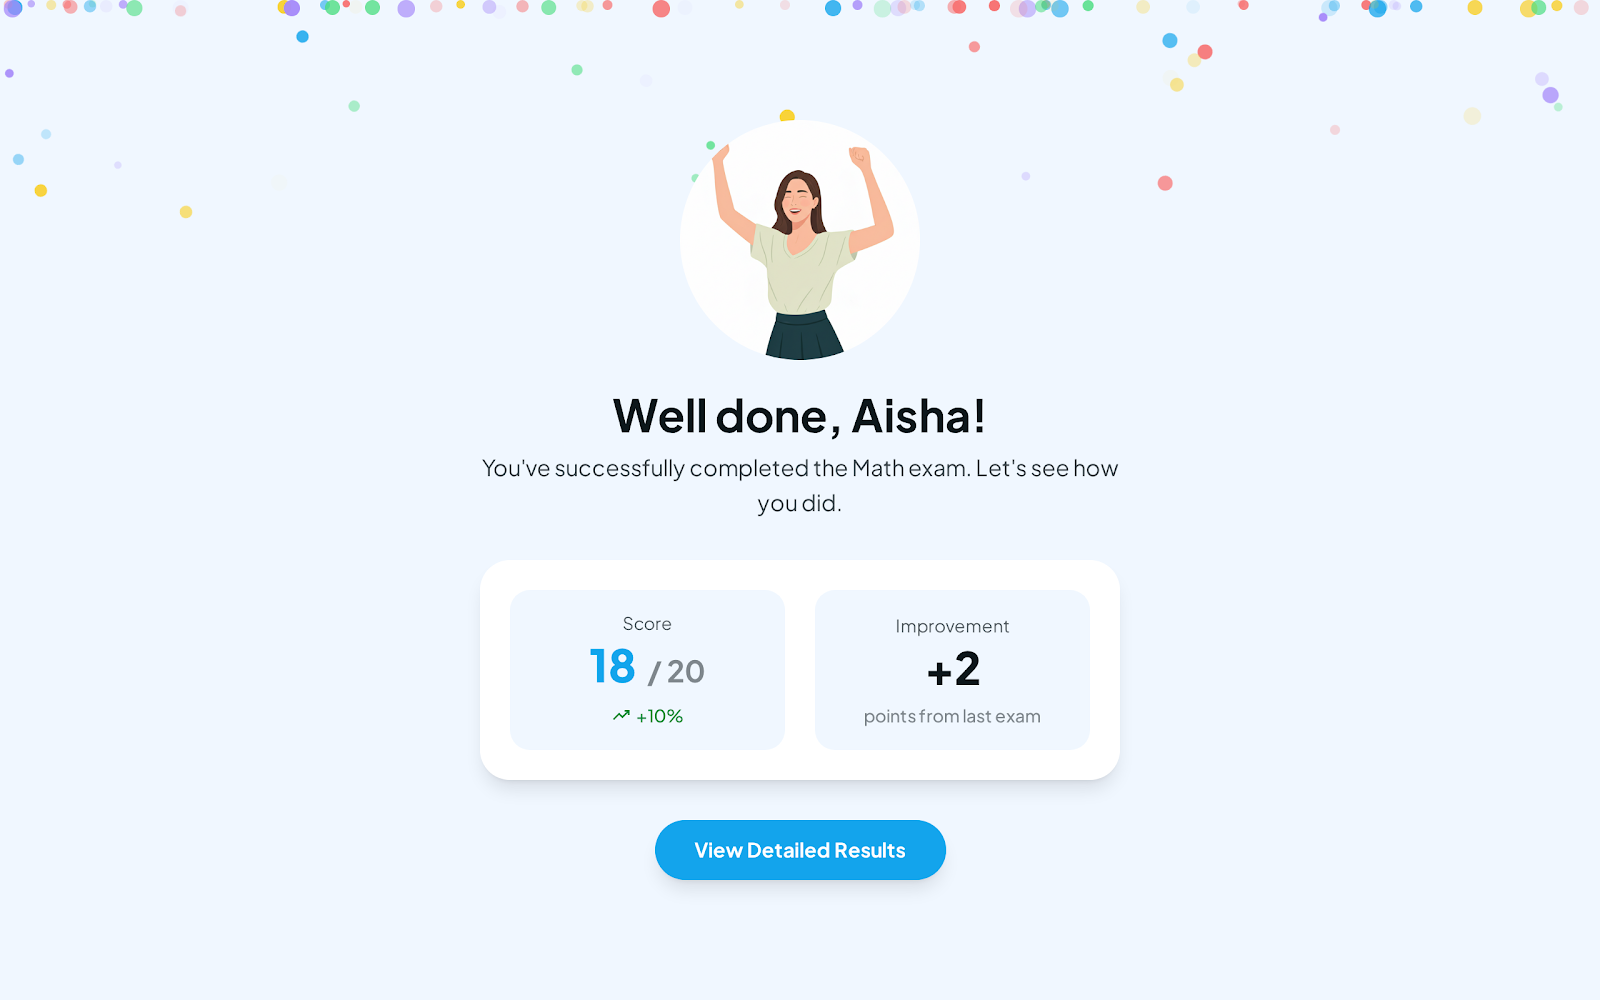 Well done, Aisha!
You've successfully completed the Math exam. Let's see how
you did.
Score
18 / 20
+10%
Improvement
+2
points from last exam
View Detailed Results